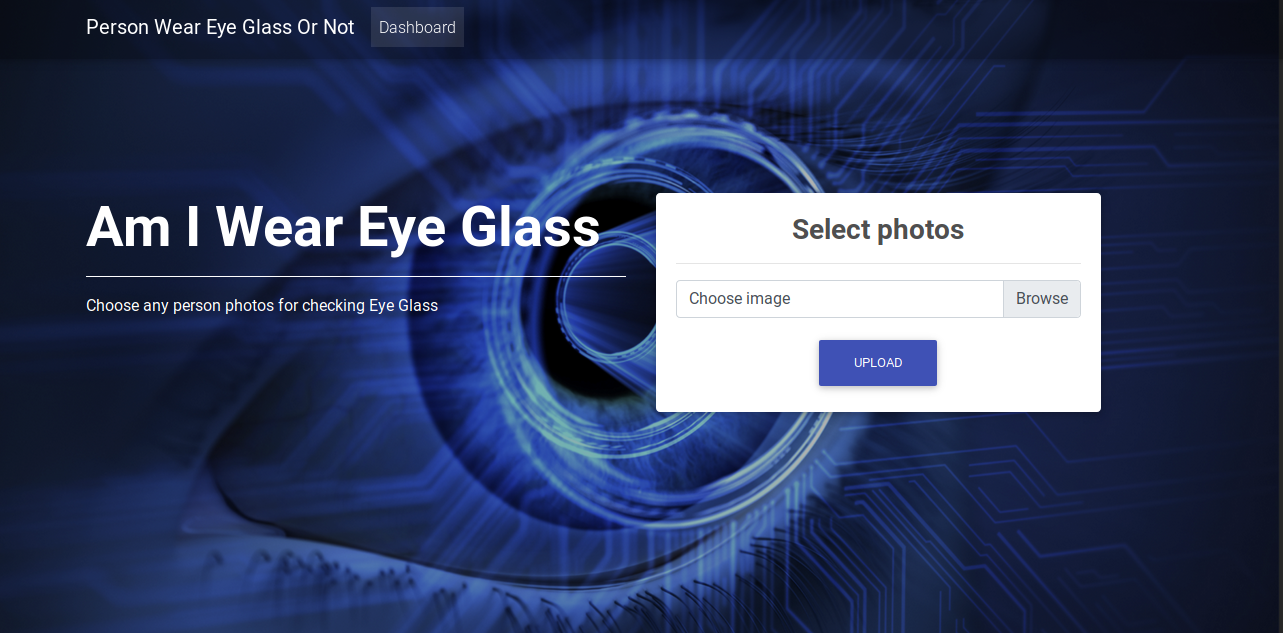 Person Wear Eye Glass Or Not
Dashboard
Am I Wear Eye Glass
Choose any person photos for checking Eye Glass
Select photos
Choose image
Browse
UPLOAD